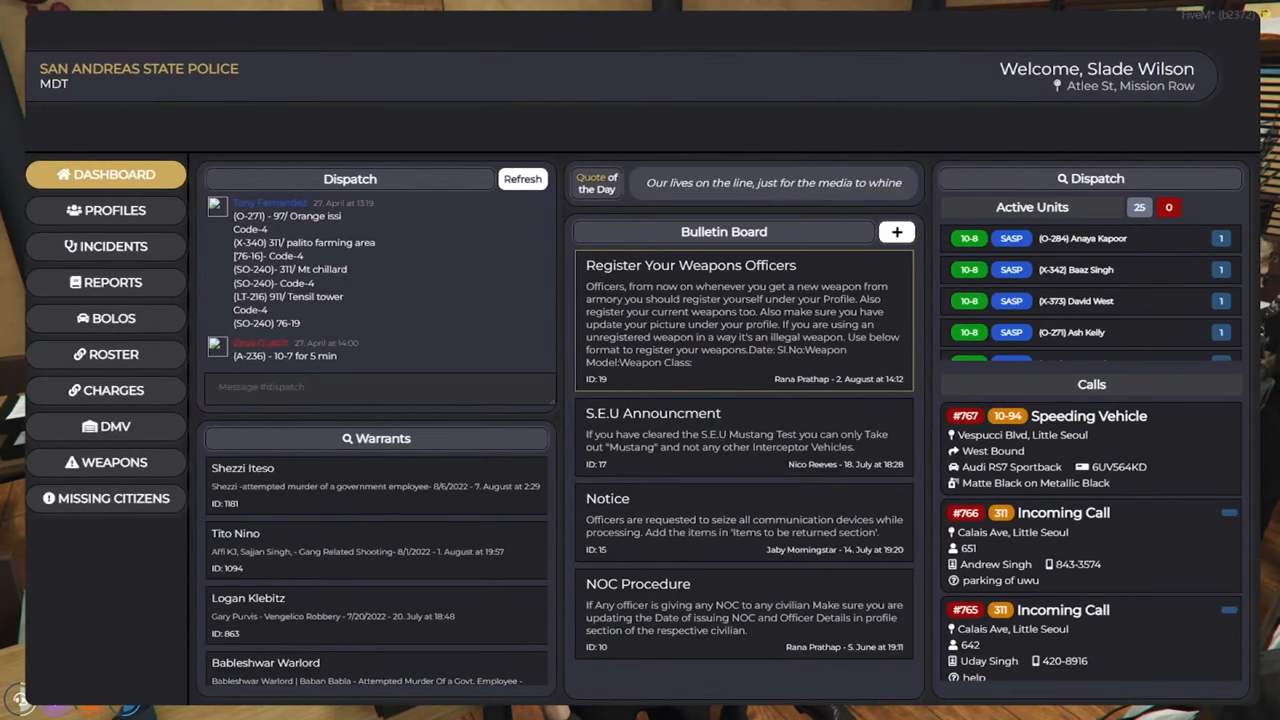 FiveM* (b2372)
SAN ANDREAS STATE POLICE
MDT
Welcome, Slade Wilson
Atlee St, Mission Row
DASHBOARD
PROFILES
INCIDENTS
REPORTS
BOLOS
ROSTER
CHARGES
DMV
WEAPONS
MISSING CITIZENS
Dispatch
Refresh
Tony Fernandez 27. April at 13:19
(O-271) - 97/ Orange issi
Code-4
(X-340) 311/ palito farming area
[76-16]- Code-4
(SO-240)- 311/ Mt chillard
(SO-240)- Code-4
(LT-216) 911/ Tensil tower
Code-4
(SO-240) 76-19
27. April at 14:00
(A-236) - 10-7 for 5 min
Message #dispatch
Warrants
Shezzi Iteso
Shezzi -attempted murder of a government employee- 8/6/2022 - 7. August at 2:29
ID: 1181
Tito Nino
Affi KJ, Sajjan Singh, - Gang Related Shooting- 8/1/2022 - 1. August at 19:57
ID: 1094
Logan Klebitz
Gary Purvis - Vengelico Robbery - 7/20/2022 - 20. July at 18:48
ID: 863
Bableshwar Warlord
Bableshwar Warlord | Baban Babla - Attempted Murder Of a Govt. Employee -
Quote of
the Day
Our lives on the line, just for the media to whine
Bulletin Board
+
Register Your Weapons Officers
Officers, from now on whenever you get a new weapon from
armory you should register yourself under your Profile. Also
register your current weapons too. Also make sure you have
update your picture under your profile. If you are using an
unregistered weapon in a way it's an illegal weapon. Use below
format to register your weapons.Date: Sl.No:Weapon
Model:Weapon Class:
ID: 19 Rana Prathap - 2. August at 14:12
S.E.U Announcment
If you have cleared the S.E.U Mustang Test you can only Take
out "Mustang" and not any other Interceptor Vehicles.
ID: 17 Nico Reeves - 18. July at 18:28
Notice
Officers are requested to seize all communication devices while
processing. Add the items in 'Items to be returned section'.
ID: 15 Jaby Morningstar - 14. July at 19:20
NOC Procedure
If Any officer is giving any NOC to any civilian Make sure you are
updating the Date of issuing NOC and Officer Details in profile
section of the respective civilian.
ID: 10 Rana Prathap - 5. June at 19:11
Dispatch
Active Units 25 0
10-8 SASP (O-284) Anaya Kapoor 1
10-8 SASP (X-342) Baaz Singh 1
10-8 SASP (X-373) David West 1
10-8 SASP (O-271) Ash Kelly 1
Calls
#767 10-94 Speeding Vehicle
Vespucci Blvd, Little Seoul
West Bound
Audi RS7 Sportback 6UV564KD
Matte Black on Metallic Black
#766 311 Incoming Call
Calais Ave, Little Seoul
651
Andrew Singh 843-3574
parking of uwu
#765 311 Incoming Call
Calais Ave, Little Seoul
642
Uday Singh 420-8916
help